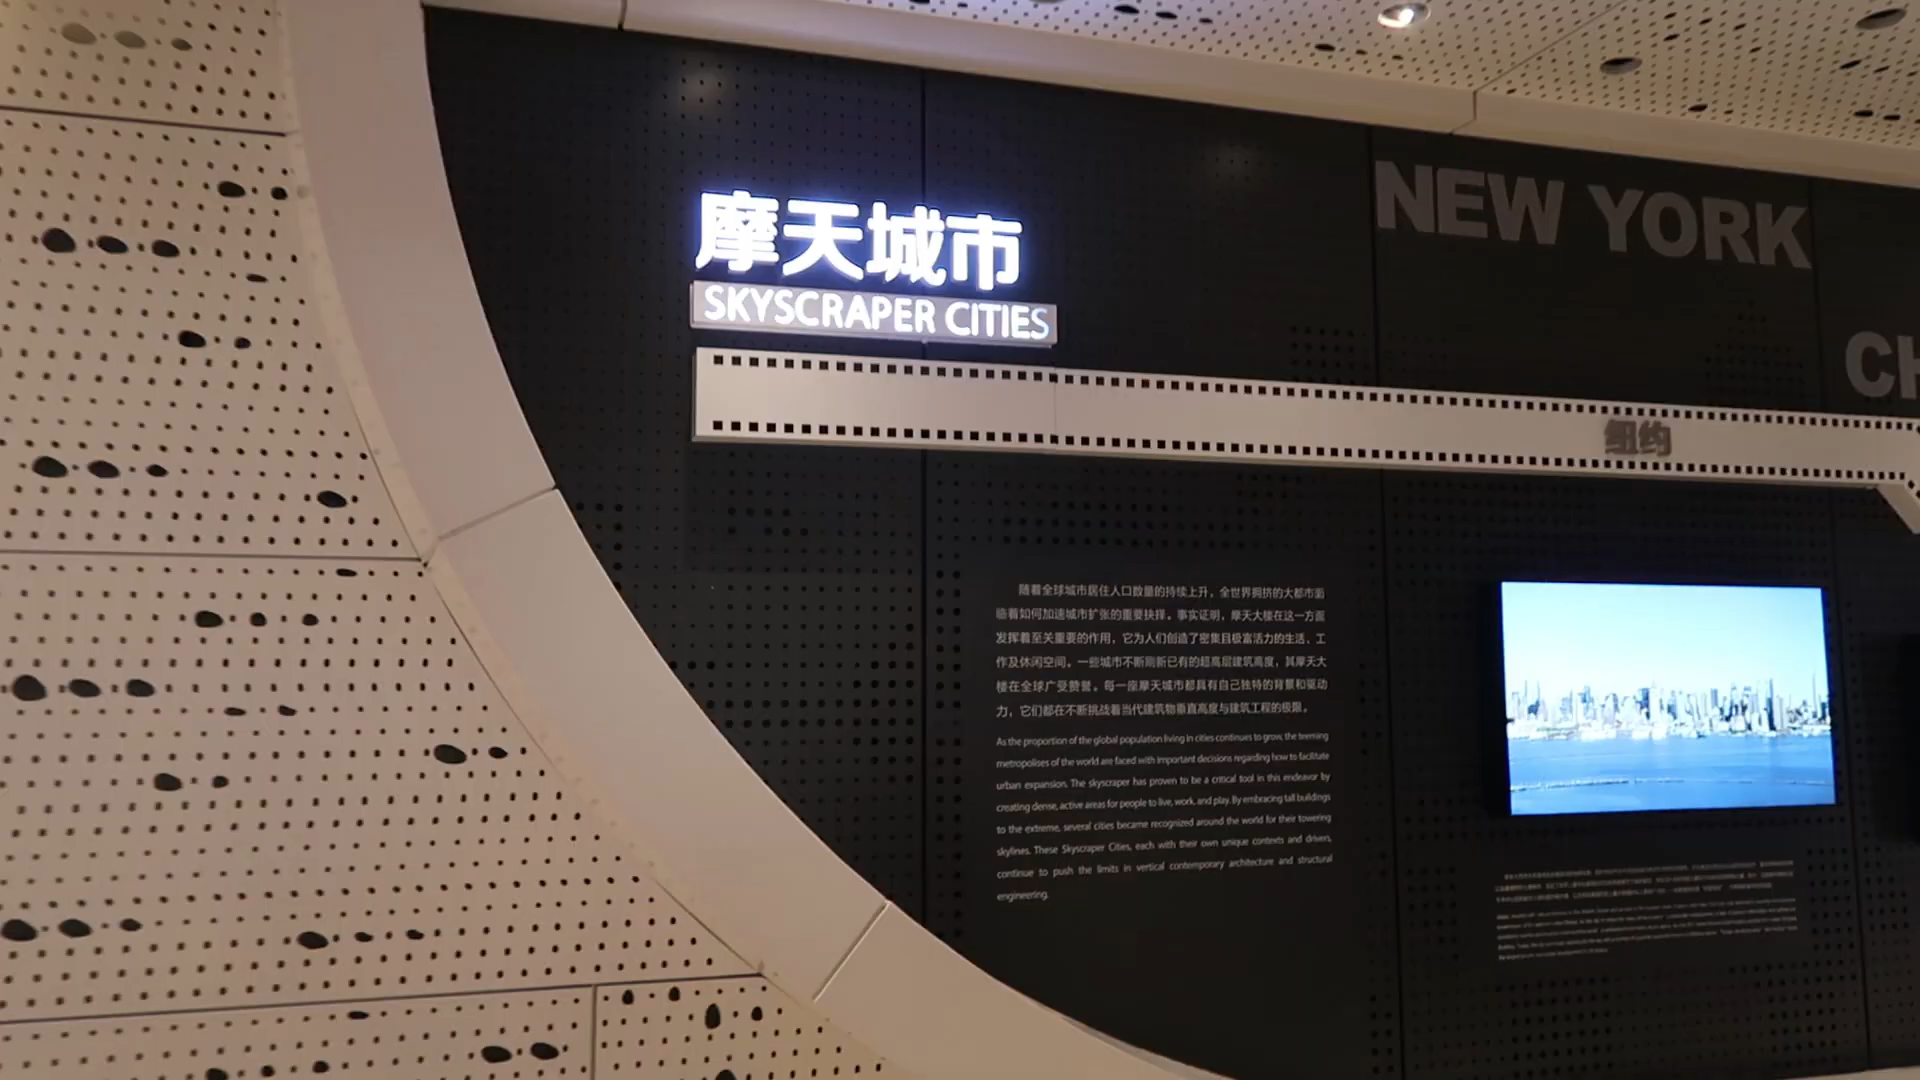 摩天城市
SKYSCRAPER CITIES
NEW YORK
CH
纽约
随着全球城市居住人口数量的持续上升，全世界拥挤的大都市面
临着如何加速城市扩张的重要抉择。事实证明，摩天大楼在这一方面
发挥着至关重要的作用，它为人们创造了密集且极富活力的生活、工
作及休闲空间。一些城市不断刷新已有的超高层建筑高度，其摩天大
楼在全球广受赞誉。每一座摩天城市都具有自己独特的背景和驱动
力，它们都在不断挑战着当代建筑物垂直高度与建筑工程的极限。
As the proportion of the global population living in cities continues to grow, the teeming
metropolises of the world are faced with important decisions regarding how to facilitate
urban expansion. The skyscraper has proven to be a critical tool in this endeavor by
creating dense, active areas for people to live, work, and play. By embracing tall buildings
to the extreme, several cities became recognized around the world for their towering
skylines. These Skyscraper Cities, each with their own unique contexts and drivers,
continue to push the limits in vertical contemporary architecture and structural
engineering.